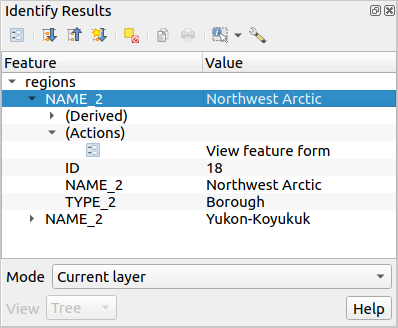 Identify Results
Feature Value
regions
NAME_2 Northwest Arctic
(Derived)
(Actions)
View feature form
ID 18
NAME_2 Northwest Arctic
TYPE_2 Borough
NAME_2 Yukon-Koyukuk
Mode Current layer
View Tree Help